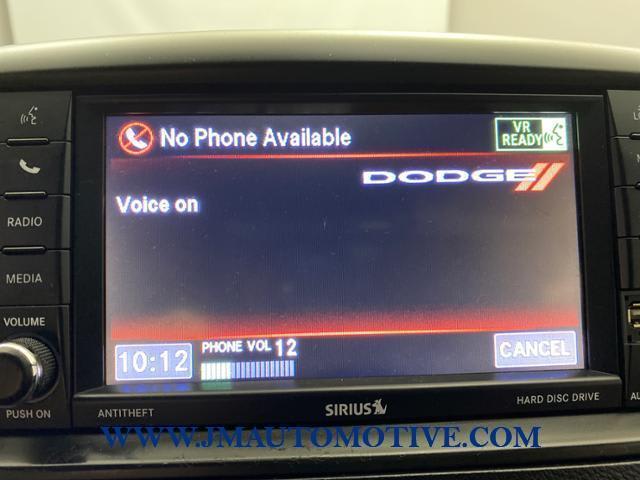 No Phone Available
VR
READY
DODGE
Voice on
RADIO
MEDIA
VOLUME
PUSH ON
10:12
PHONE VOL 12
CANCEL
ANTITHEFT
SIRIUS
HARD DISC DRIVE
WWW.JMAUTOMOTIVE.COM